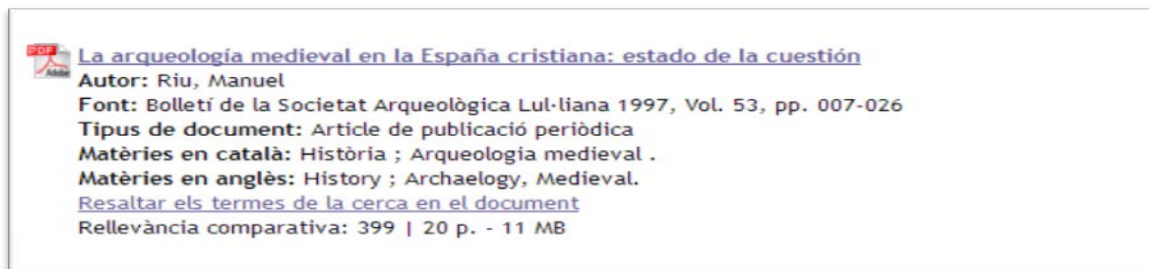 PDF
Adobe
La arqueología medieval en la España cristiana: estado de la cuestión
Autor: Riu, Manuel
Font: Bolletí de la Societat Arqueològica Lul·liana 1997, Vol. 53, pp. 007-026
Tipus de document: Article de publicació periòdica
Matèries en català: Història ; Arqueologia medieval .
Matèries en anglès: History ; Archaelogy, Medieval.
Resaltar els termes de la cerca en el document
Rellevància comparativa: 399 | 20 p. - 11 MB